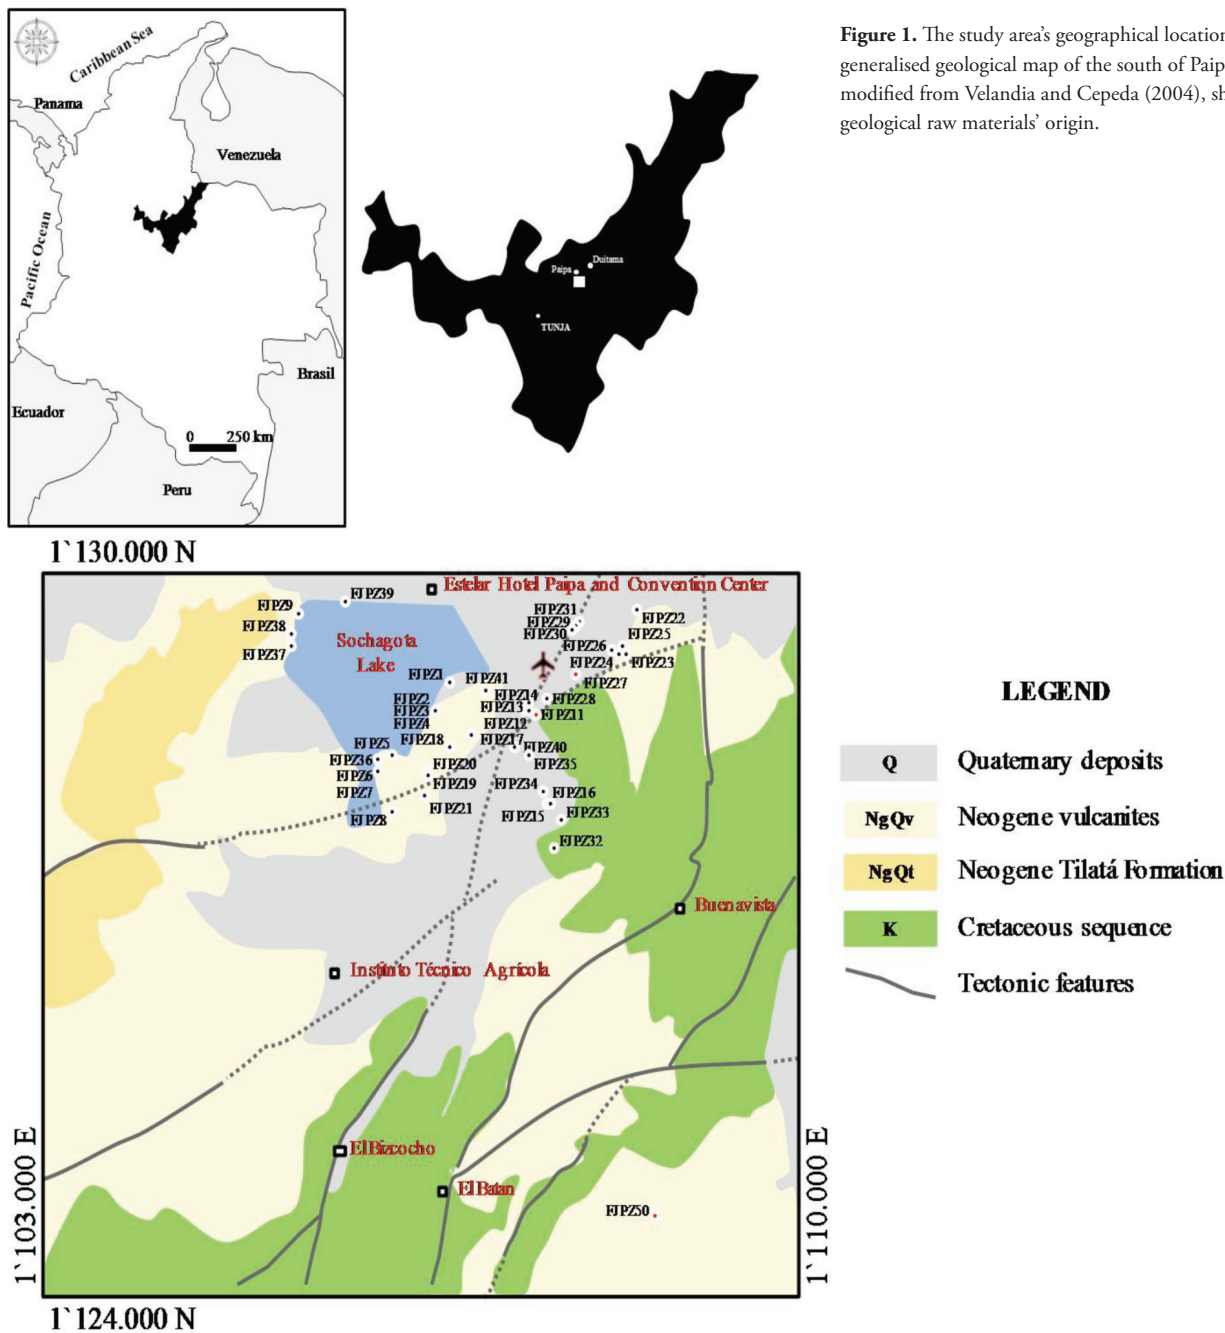 Figure 1. The study area's geographical location
generalised geological map of the south of Paip
modified from Velandia and Cepeda (2004), sh
geological raw materials' origin.
Caribbean Sea
Panama
Venezuela
Pacific Ocean
Brasil
Ecuador
0 250 km
Peru
Duitama
Paipa
TUNJA
1`130.000 N
Estelar Hotel Paipa and Convention Center
FJPZ39
FJPZ9
FJPZ38
FJPZ37
Sochagota
Lake
FJPZ31
FJPZ29
FJPZ30
FJPZ22
FJPZ25
FJPZ26
FJPZ23
FJPZ24
FJPZ27
FJPZ1
FJPZ41
FJPZ2
FJPZ3
FJPZ4
FJPZ14
FJPZ13
FJPZ28
FJPZ11
FJPZ12
FJPZ18
FJPZ17
FJPZ40
FJPZ35
FJPZ5
FJPZ36
FJPZ6
FJPZ7
FJPZ8
FJPZ20
FJPZ19
FJPZ21
FJPZ34
FJPZ16
FJPZ15
FJPZ33
FJPZ32
Buenavista
Instituto Técnico Agrícola
El Bizcocho
El Batan
FJPZ50
1`103.000 E
1`110.000 E
1`124.000 N
LEGEND
Q Quaternary deposits
NgQv Neogene vulcanites
NgQt Neogene Tilatá Formation
K Cretaceous sequence
Tectonic features